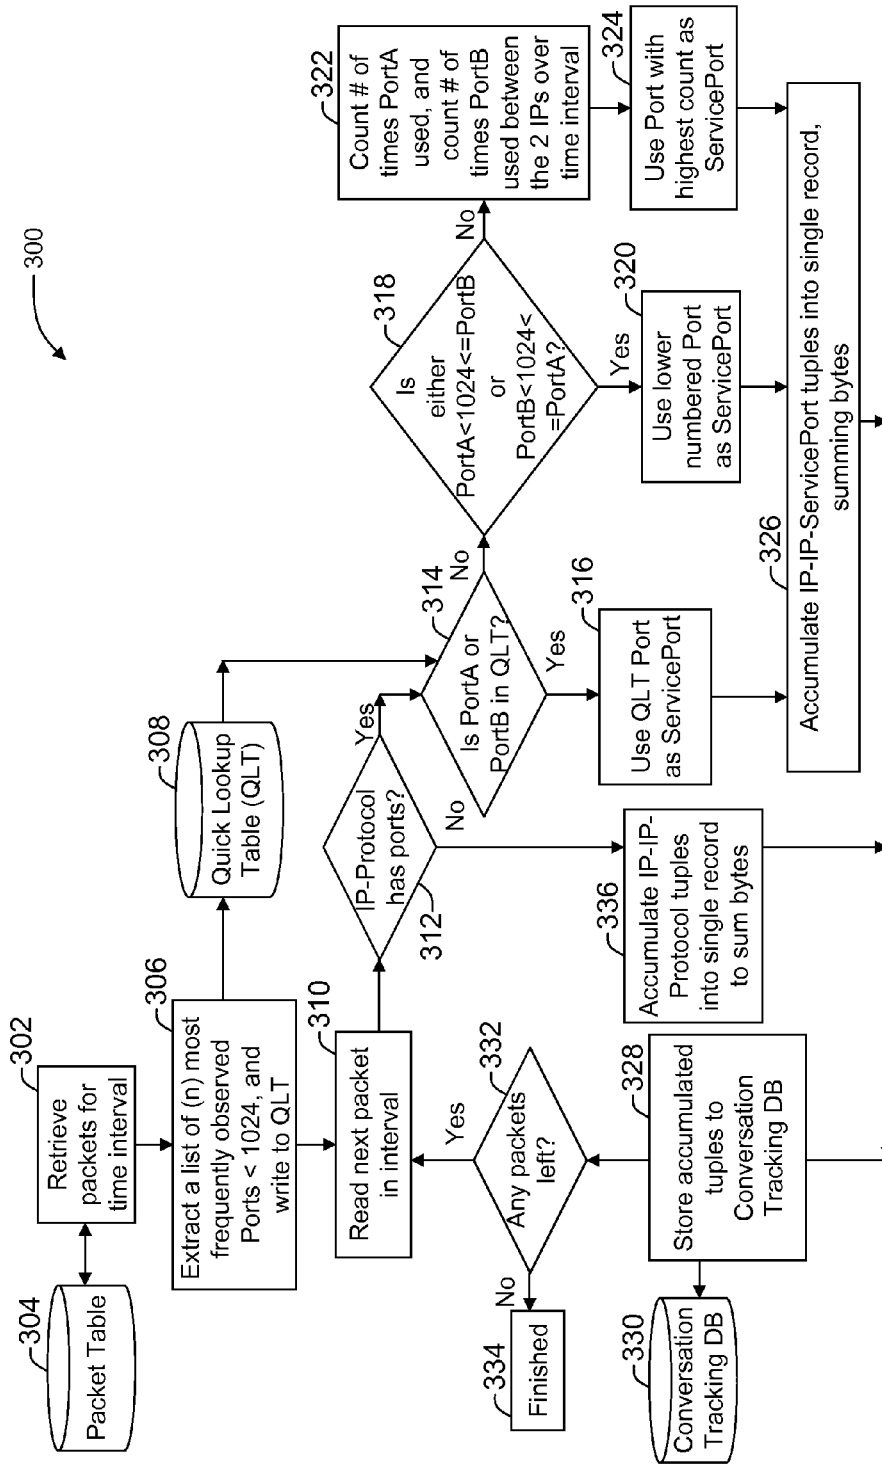 300
302
Retrieve
packets for
time interval
304
Packet Table
306
Extract a list of (n) most
frequently observed
Ports < 1024, and
write to QLT
308
Quick Lookup
Table (QLT)
310
Read next packet
in interval
312
IP-Protocol
has ports?
Yes
No
314
Is PortA or
PortB in QLT?
No
Yes
316
Use QLT Port
as ServicePort
318
Is
either
PortA<1024<=PortB
or
PortB<1024<
=PortA?
No
Yes
320
Use lower
numbered Port
as ServicePort
322
Count # of
times PortA
used, and
count # of
times PortB
used between
the 2 IPs over
time interval
324
Use Port with
highest count as
ServicePort
326
Accumulate IP-IP-ServicePort tuples into single record,
summing bytes
336
Accumulate IP-IP-
Protocol tuples
into single record
to sum bytes
328
Store accumulated
tuples to
Conversation
Tracking DB
330
Conversation
Tracking DB
332
Any packets
left?
Yes
No
334
Finished